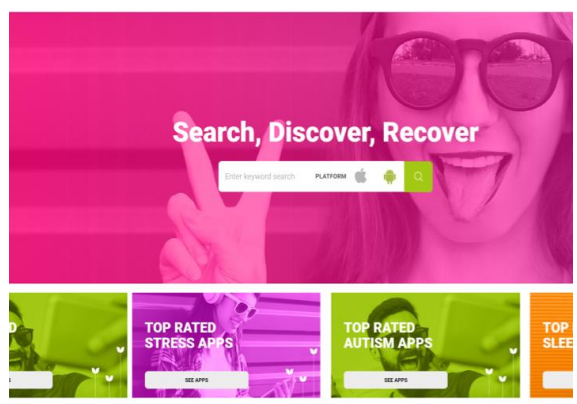 Search, Discover, Recover
Enter keyword search PLATFORM
TOP RATED
STRESS APPS
SEE APPS
TOP RATED
AUTISM APPS
SEE APPS
TOP